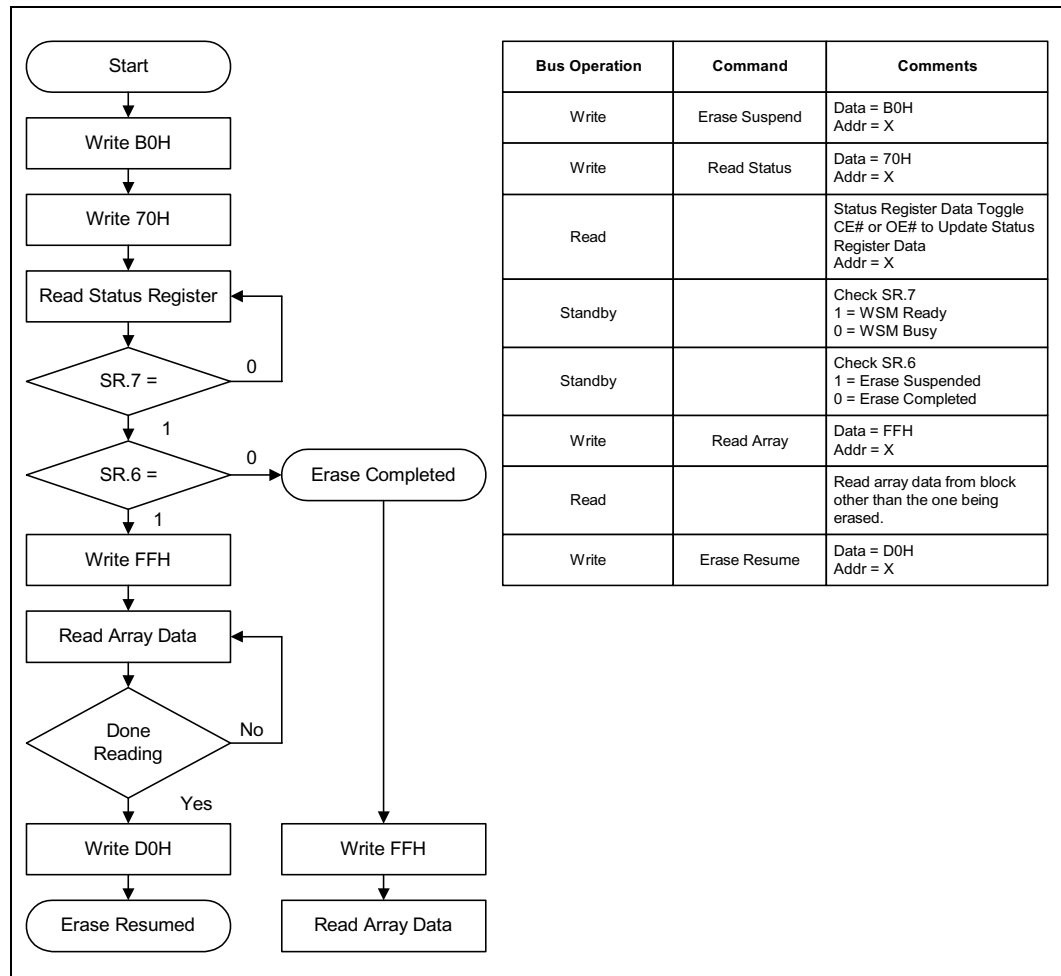 Start
Write B0H
Write 70H
Read Status Register
SR.7 =
0
1
SR.6 =
0
Erase Completed
1
Write FFH
Read Array Data
Done
Reading
No
Yes
Write D0H
Write FFH
Erase Resumed
Read Array Data
Bus Operation Command Comments
Write Erase Suspend Data = B0H
Addr = X
Write Read Status Data = 70H
Addr = X
Read Status Register Data Toggle
CE# or OE# to Update Status
Register Data
Addr = X
Standby Check SR.7
1 = WSM Ready
0 = WSM Busy
Standby Check SR.6
1 = Erase Suspended
0 = Erase Completed
Write Read Array Data = FFH
Addr = X
Read Read array data from block
other than the one being
erased.
Write Erase Resume Data = D0H
Addr = X